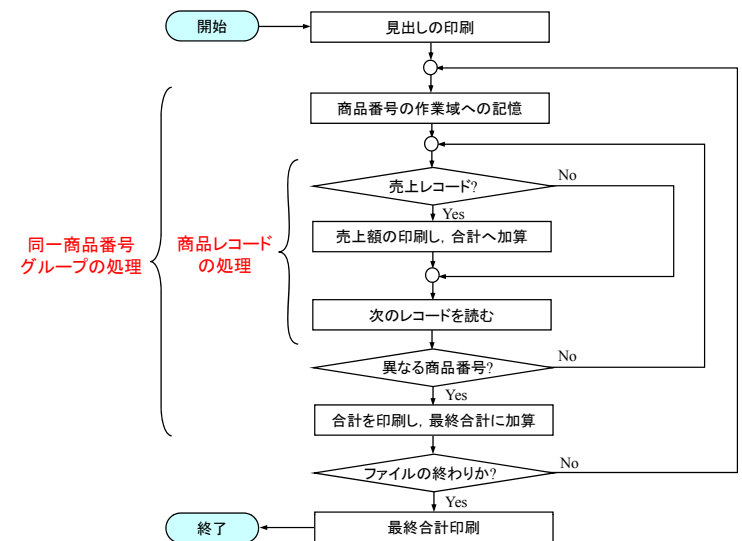 開始
見出しの印刷
商品番号の作業域への記憶
売上レコード?
No
Yes
売上額の印刷し, 合計へ加算
同一商品番号
グループの処理
商品レコード
の処理
次のレコードを読む
異なる商品番号?
No
Yes
合計を印刷し, 最終合計に加算
ファイルの終わりか?
No
Yes
終了
最終合計印刷